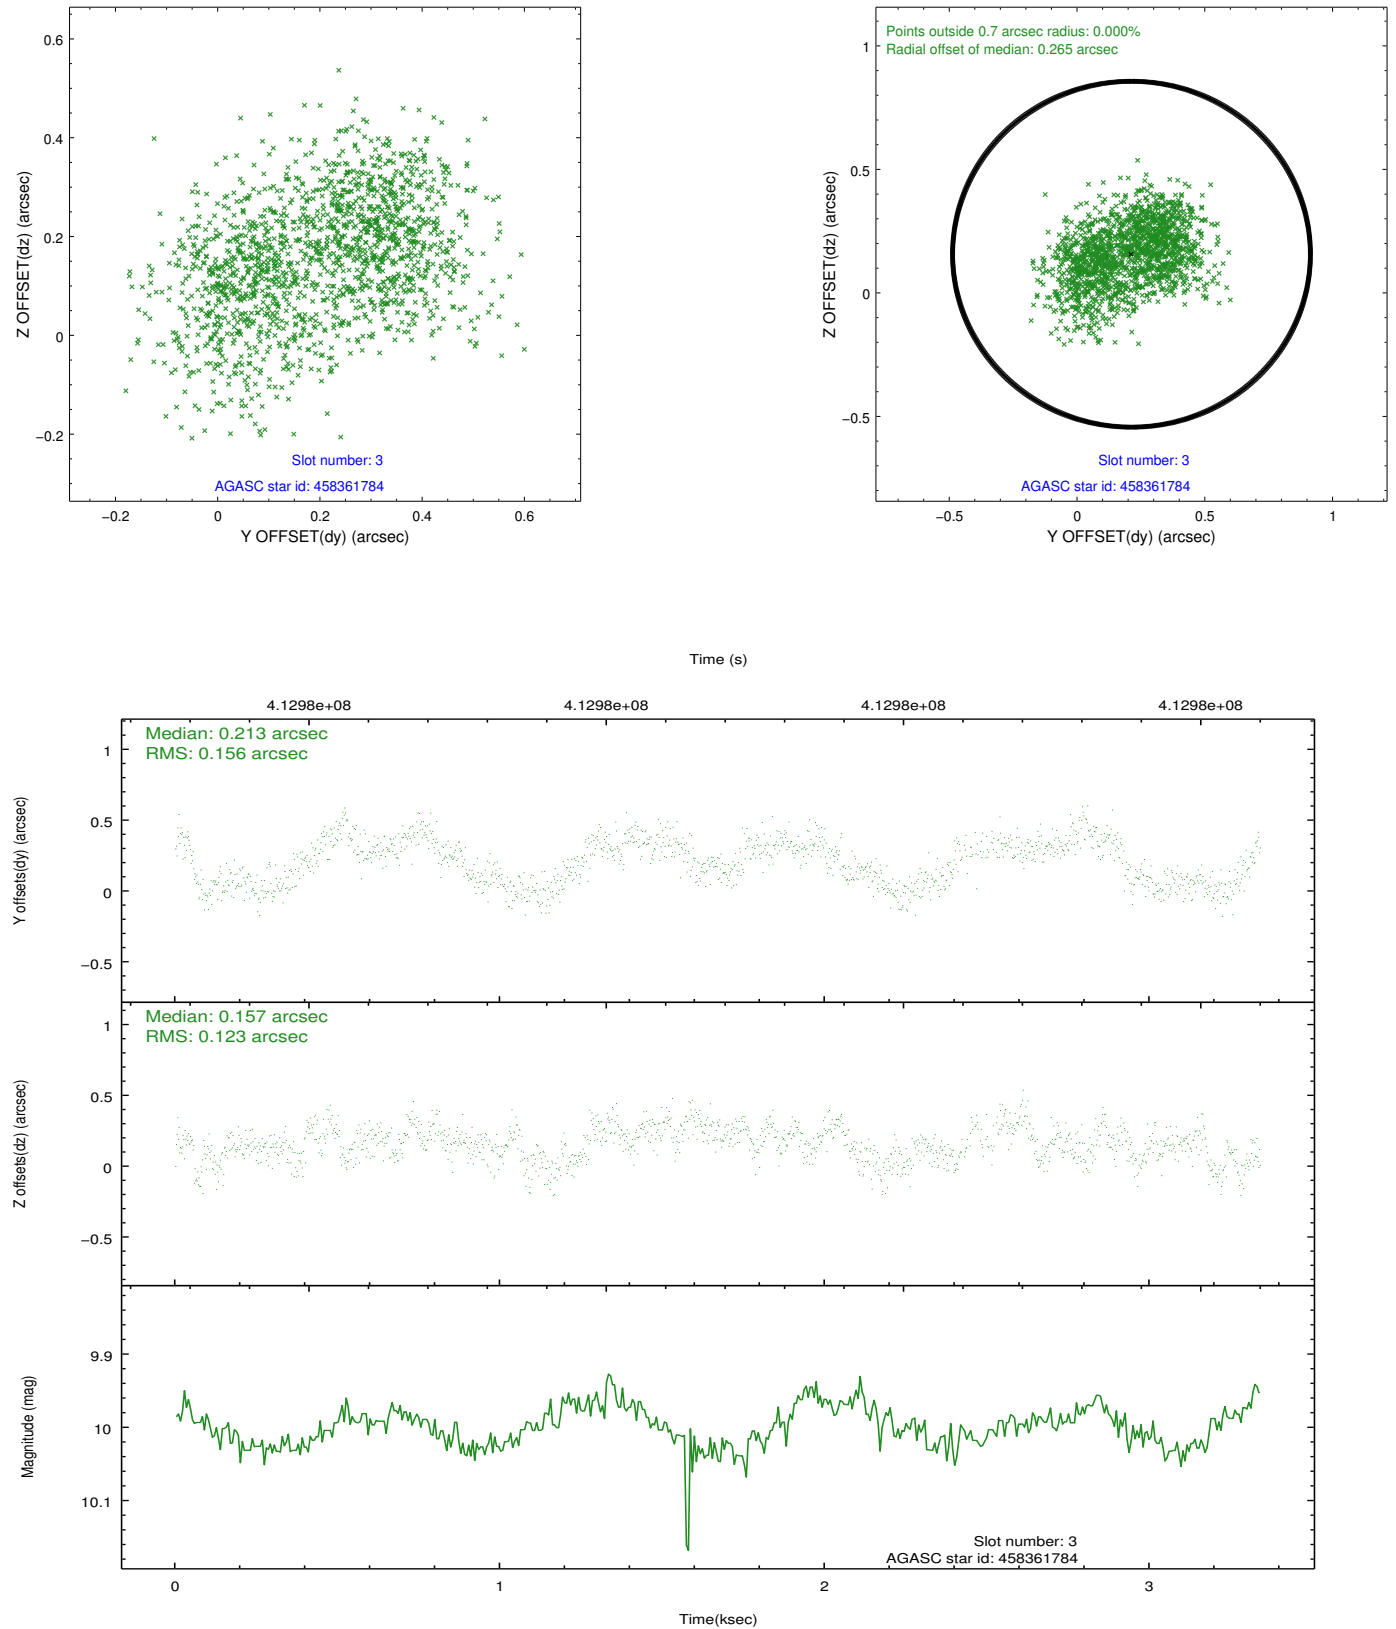 0.6
0.4
0.2
0
−0.2
Z OFFSET(dz) (arcsec)
Slot number: 3
AGASC star id: 458361784
−0.2 0 0.2 0.4 0.6
Y OFFSET(dy) (arcsec)
Points outside 0.7 arcsec radius: 0.000%
Radial offset of median: 0.265 arcsec
1
0.5
0
−0.5
Z OFFSET(dz) (arcsec)
Slot number: 3
AGASC star id: 458361784
−0.5 0 0.5 1
Y OFFSET(dy) (arcsec)
Time (s)
4.1298e+08 4.1298e+08 4.1298e+08 4.1298e+08
Median: 0.213 arcsec
RMS: 0.156 arcsec
1
0.5
0
−0.5
Y offsets(dy) (arcsec)
Median: 0.157 arcsec
RMS: 0.123 arcsec
1
0.5
0
−0.5
Z offsets(dz) (arcsec)
9.9
10
10.1
Magnitude (mag)
Slot number: 3
AGASC star id: 458361784
0 1 2 3
Time(ksec)